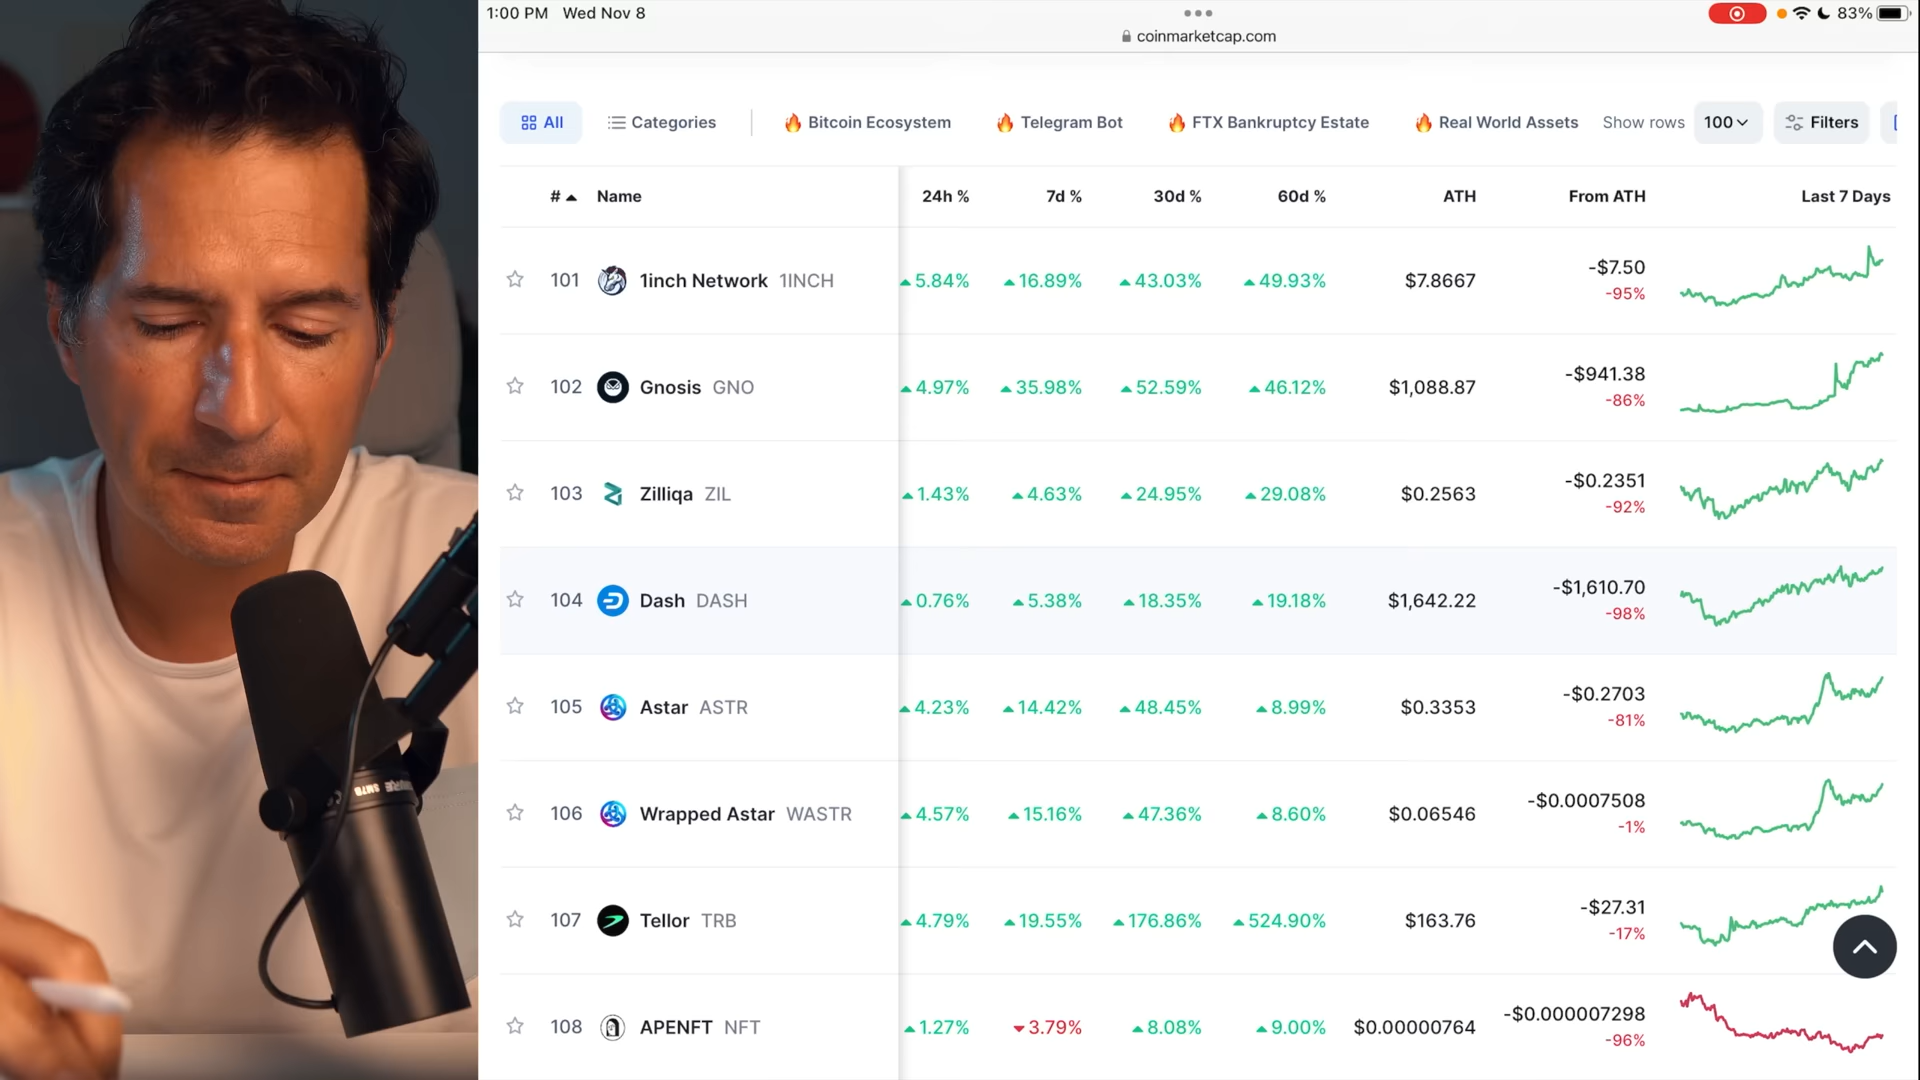 1:00 PM Wed Nov 8
83%
coinmarketcap.com
All Categories Bitcoin Ecosystem Telegram Bot FTX Bankruptcy Estate Real World Assets Show rows 100 Filters
# Name 24h % 7d % 30d % 60d % ATH From ATH Last 7 Days
101 1inch Network 1INCH 5.84% 16.89% 43.03% 49.93% $7.8667 -$7.50
-95%
102 Gnosis GNO 4.97% 35.98% 52.59% 46.12% $1,088.87 -$941.38
-86%
103 Zilliqa ZIL 1.43% 4.63% 24.95% 29.08% $0.2563 -$0.2351
-92%
104 Dash DASH 0.76% 5.38% 18.35% 19.18% $1,642.22 -$1,610.70
-98%
105 Astar ASTR 4.23% 14.42% 48.45% 8.99% $0.3353 -$0.2703
-81%
106 Wrapped Astar WASTR 4.57% 15.16% 47.36% 8.60% $0.06546 -$0.0007508
-1%
107 Tellor TRB 4.79% 19.55% 176.86% 524.90% $163.76 -$27.31
-17%
108 APENFT NFT 1.27% 3.79% 8.08% 9.00% $0.00000764 -$0.000007298
-96%